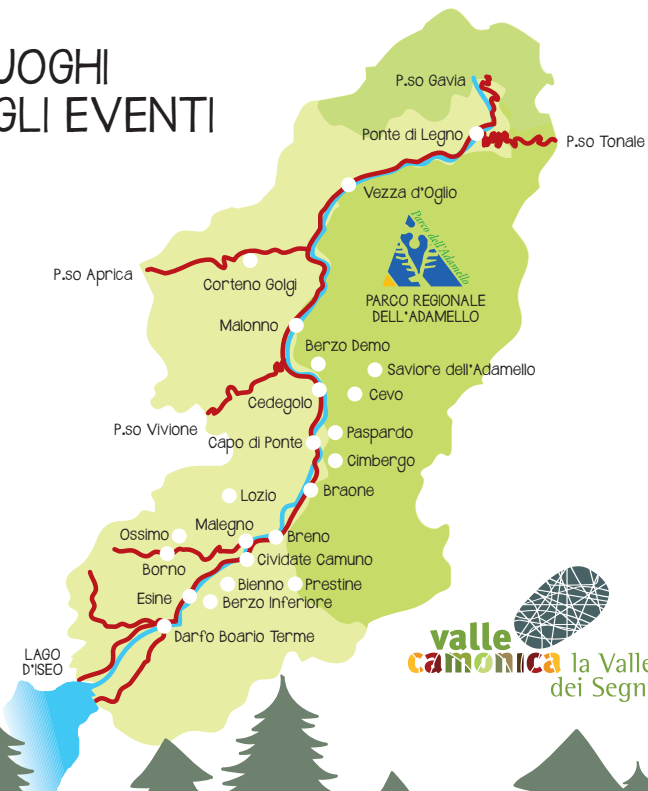 UOGHI
GLI EVENTI
P.so Gavia
Ponte di Legno
P.so Tonale
Vezza d'Oglio
Parco dell'Adamello
P.so Aprica
Corteno Golgi
PARCO REGIONALE
DELL'ADAMELLO
Malonno
Berzo Demo
Saviore dell'Adamello
Cevo
Cedegolo
P.so Vivione
Capo di Ponte
Paspardo
Cimbergo
Braone
Lozio
Malegno
Ossimo
Breno
Borno
Cividate Camuno
Bienno
Prestine
Esine
Berzo Inferiore
Darfo Boario Terme
LAGO
D'ISEO
valle
camonica la Valle
dei Segn